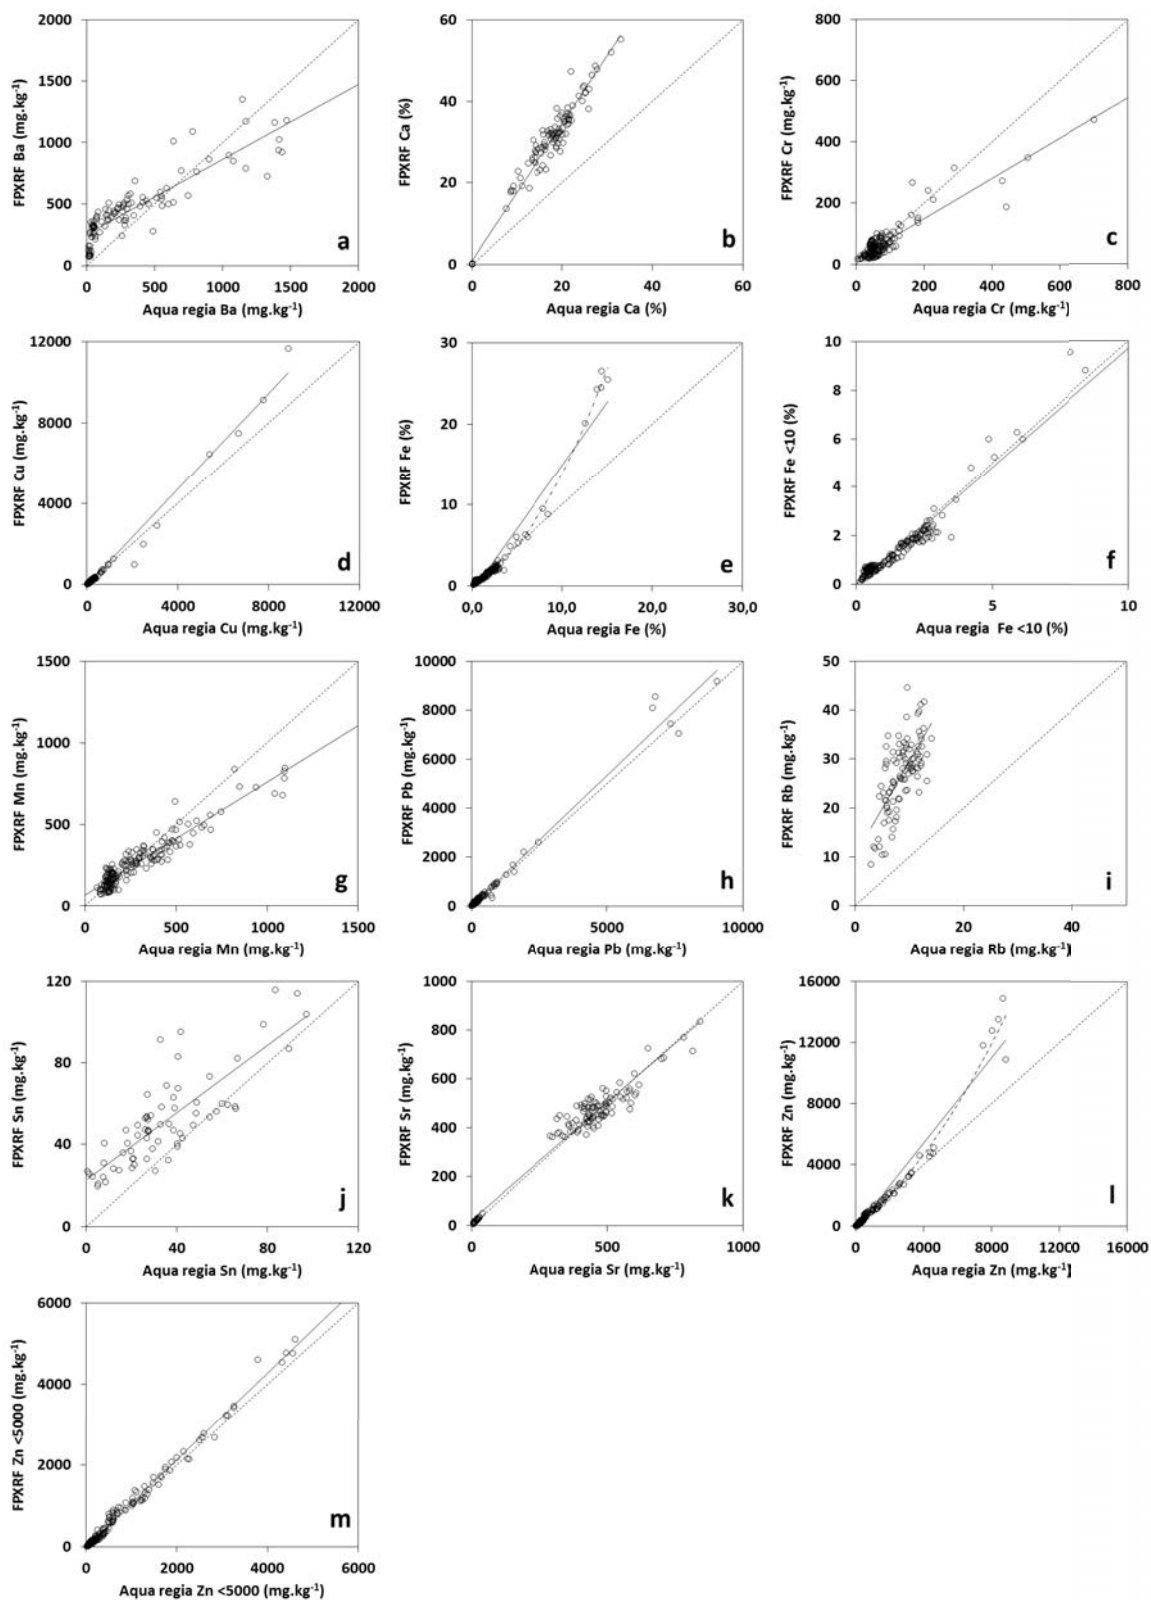 2000
1500
1000
500
0
FPXRF Ba (mg.kg⁻¹)
0 500 1000 1500 2000
Aqua regia Ba (mg.kg⁻¹)
a
60
40
20
0
FPXRF Ca (%)
0 20 40 60
Aqua regia Ca (%)
b
800
600
400
200
0
FPXRF Cr (mg.kg⁻¹)
0 200 400 600 800
Aqua regia Cr (mg.kg⁻¹)
c
12000
8000
4000
0
FPXRF Cu (mg.kg⁻¹)
0 4000 8000 12000
Aqua regia Cu (mg.kg⁻¹)
d
30
20
10
0
FPXRF Fe (%)
0,0 10,0 20,0 30,0
Aqua regia Fe (%)
e
10
8
6
4
2
0
FPXRF Fe <10 (%)
0 5 10
Aqua regia Fe <10 (%)
f
1500
1000
500
0
FPXRF Mn (mg.kg⁻¹)
0 500 1000 1500
Aqua regia Mn (mg.kg⁻¹)
g
10000
8000
6000
4000
2000
0
FPXRF Pb (mg.kg⁻¹)
0 5000 10000
Aqua regia Pb (mg.kg⁻¹)
h
50
40
30
20
10
0
FPXRF Rb (mg.kg⁻¹)
0 20 40
Aqua regia Rb (mg.kg⁻¹)
i
120
80
40
0
FPXRF Sn (mg.kg⁻¹)
0 40 80 120
Aqua regia Sn (mg.kg⁻¹)
j
1000
800
600
400
200
0
FPXRF Sr (mg.kg⁻¹)
0 500 1000
Aqua regia Sr (mg.kg⁻¹)
k
16000
12000
8000
4000
0
FPXRF Zn (mg.kg⁻¹)
0 4000 8000 12000 16000
Aqua regia Zn (mg.kg⁻¹)
l
6000
4000
2000
0
FPXRF Zn <5000 (mg.kg⁻¹)
0 2000 4000 6000
Aqua regia Zn <5000 (mg.kg⁻¹)
m